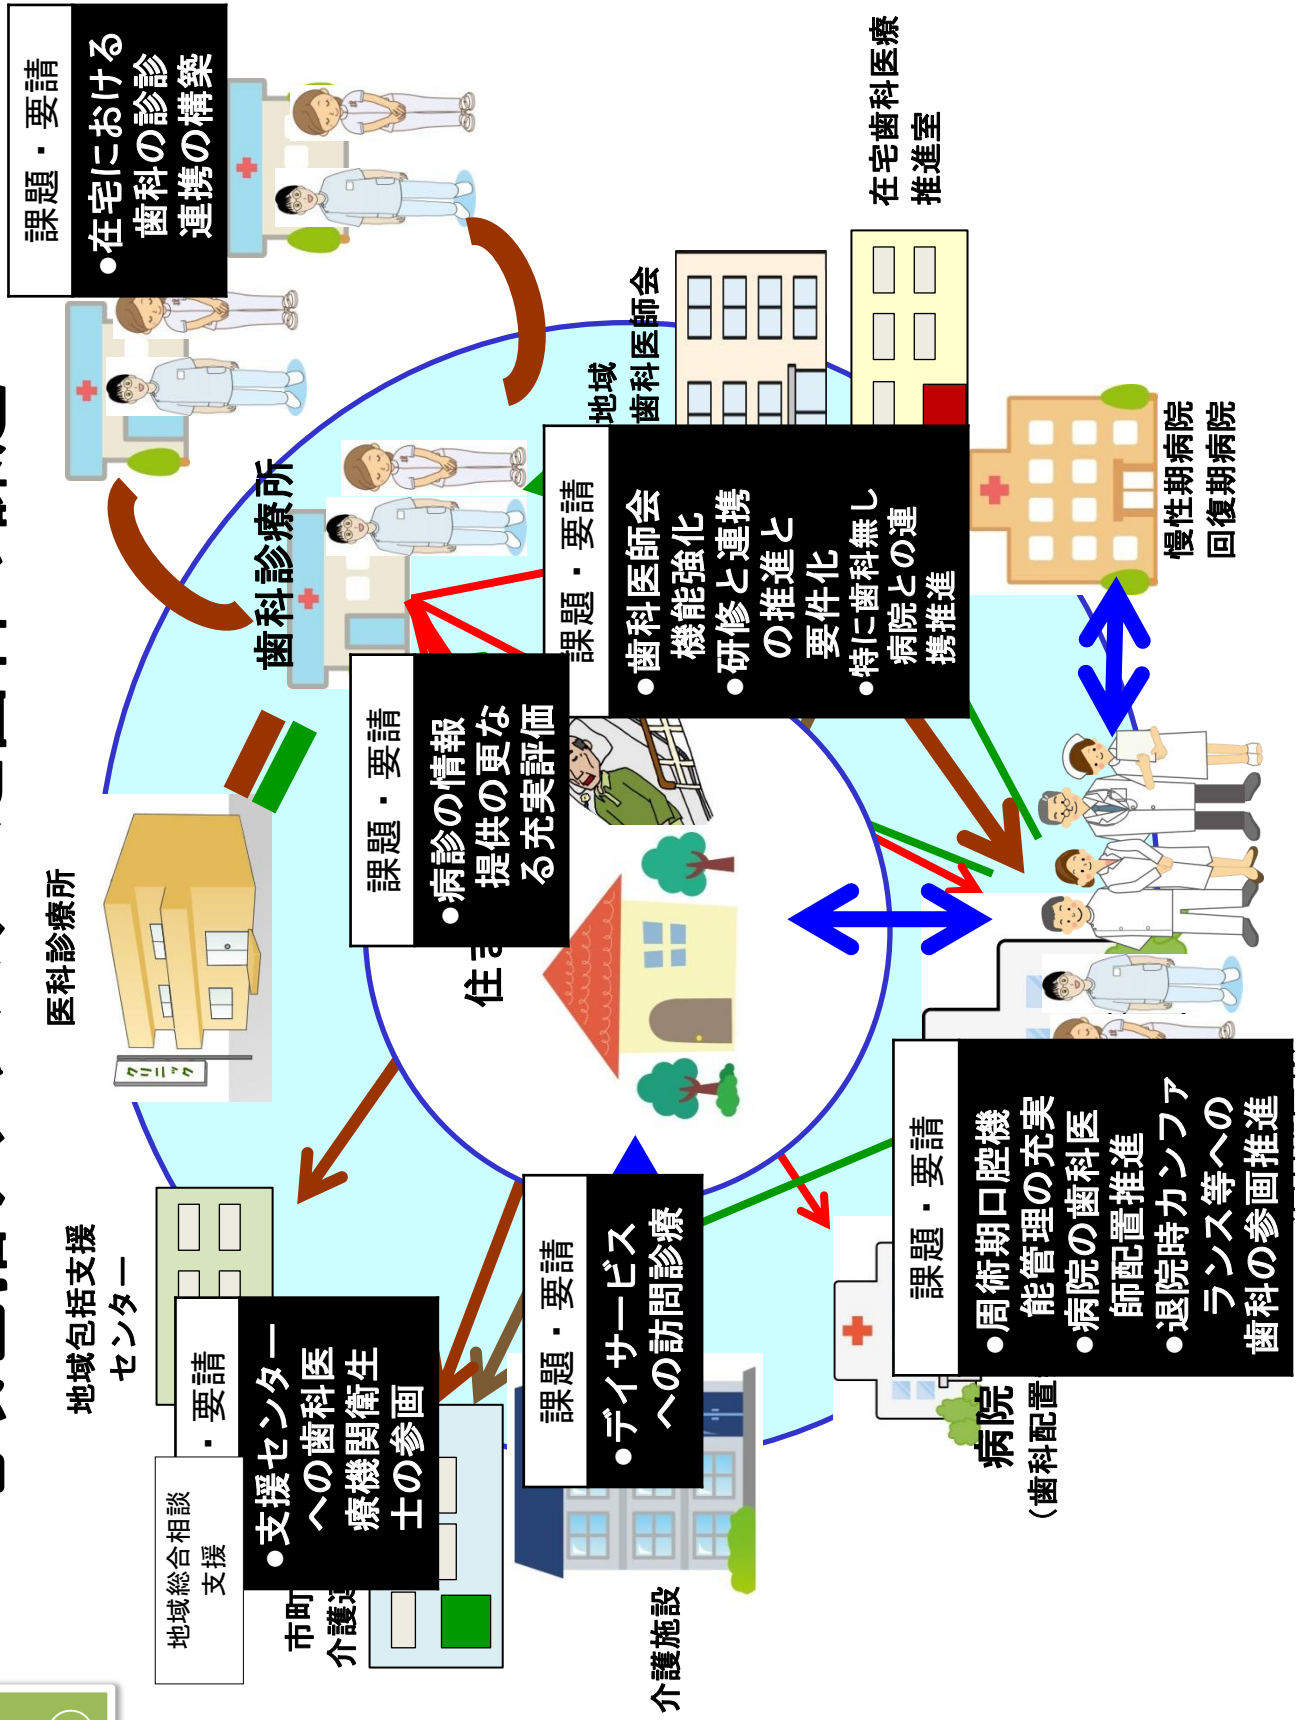 医科診療所
地域包括支援
センター
課題・要請
•在宅における
歯科の診診
連携の構築
クリニック
歯科診療所
地域総合相談
支援
・要請
•支援センター
への歯科医
療機関衛生
士の参画
市町
介護
課題・要請
•病診の情報
提供の更な
る充実評価
住ま
課題・要請
•デイサービス
への訪問診療
介護施設
地域
歯科医師会
課題・要請
•歯科医師会
機能強化
•研修と連携
の推進と
要件化
•特に歯科無し
病院との連
携推進
在宅歯科医療
推進室
課題・要請
•周術期口腔機
能管理の充実
•病院の歯科医
師配置推進
•退院時カンファ
ランス等への
歯科の参画推進
病院
（歯科配置
慢性期病院
回復期病院